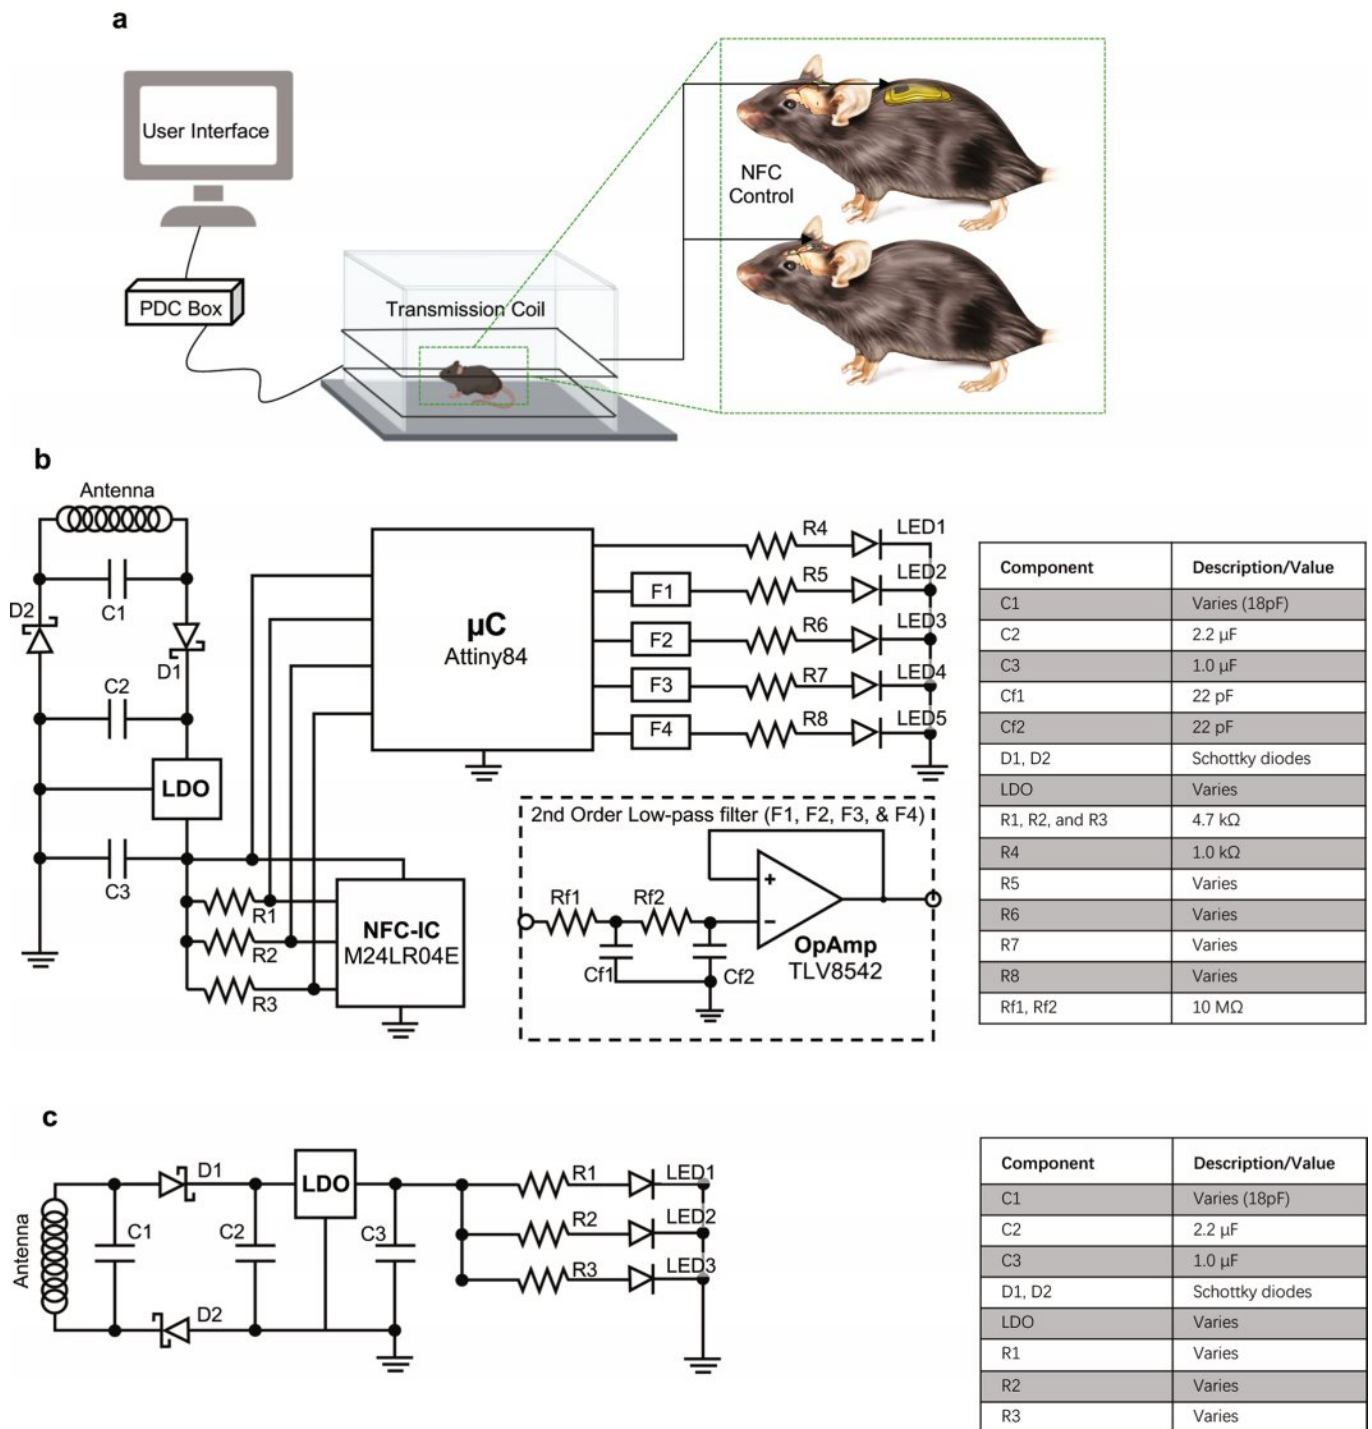 a
User Interface
PDC Box
Transmission Coil
NFC
Control
b
Antenna
C1
D2
D1
C2
LDO
C3
R1
R2
R3
µC
Attiny84
NFC-IC
M24LR04E
F1
F2
F3
F4
R4
R5
R6
R7
R8
LED1
LED2
LED3
LED4
LED5
2nd Order Low-pass filter (F1, F2, F3, & F4)
Rf1
Rf2
Cf1
Cf2
+
−
OpAmp
TLV8542
Component Description/Value
C1 Varies (18pF)
C2 2.2 µF
C3 1.0 µF
Cf1 22 pF
Cf2 22 pF
D1, D2 Schottky diodes
LDO Varies
R1, R2, and R3 4.7 kΩ
R4 1.0 kΩ
R5 Varies
R6 Varies
R7 Varies
R8 Varies
Rf1, Rf2 10 MΩ
c
Antenna
C1
D1
D2
C2
LDO
C3
R1
R2
R3
LED1
LED2
LED3
Component Description/Value
C1 Varies (18pF)
C2 2.2 µF
C3 1.0 µF
D1, D2 Schottky diodes
LDO Varies
R1 Varies
R2 Varies
R3 Varies